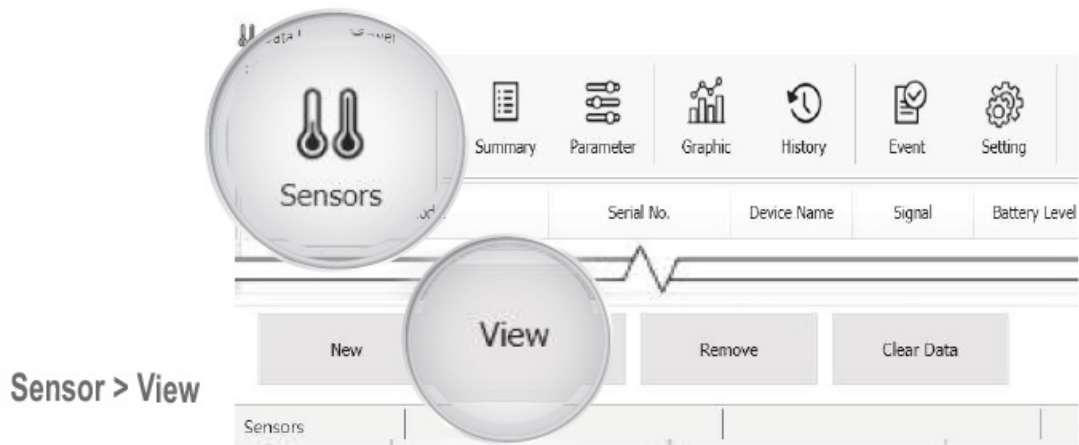 Sensors
Summary
Parameter
Graphic
History
Event
Setting
Serial No.
Device Name
Signal
Battery Level
New
View
Remove
Clear Data
Sensor > View
Sensors